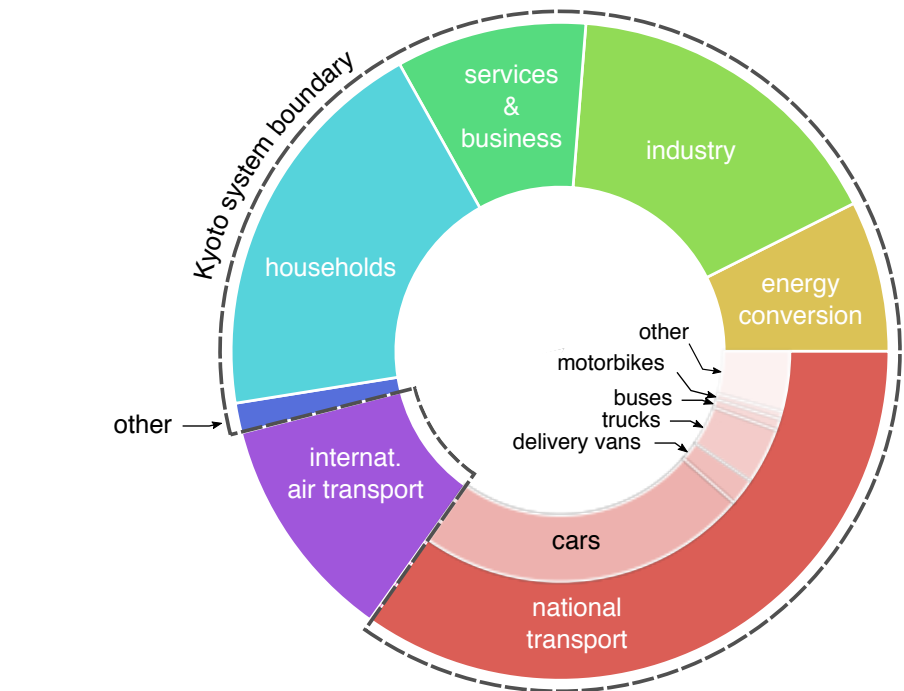 Kyoto system boundary
services
&
business
industry
households
energy
conversion
other
motorbikes
buses
trucks
delivery vans
other
internat.
air transport
cars
national
transport